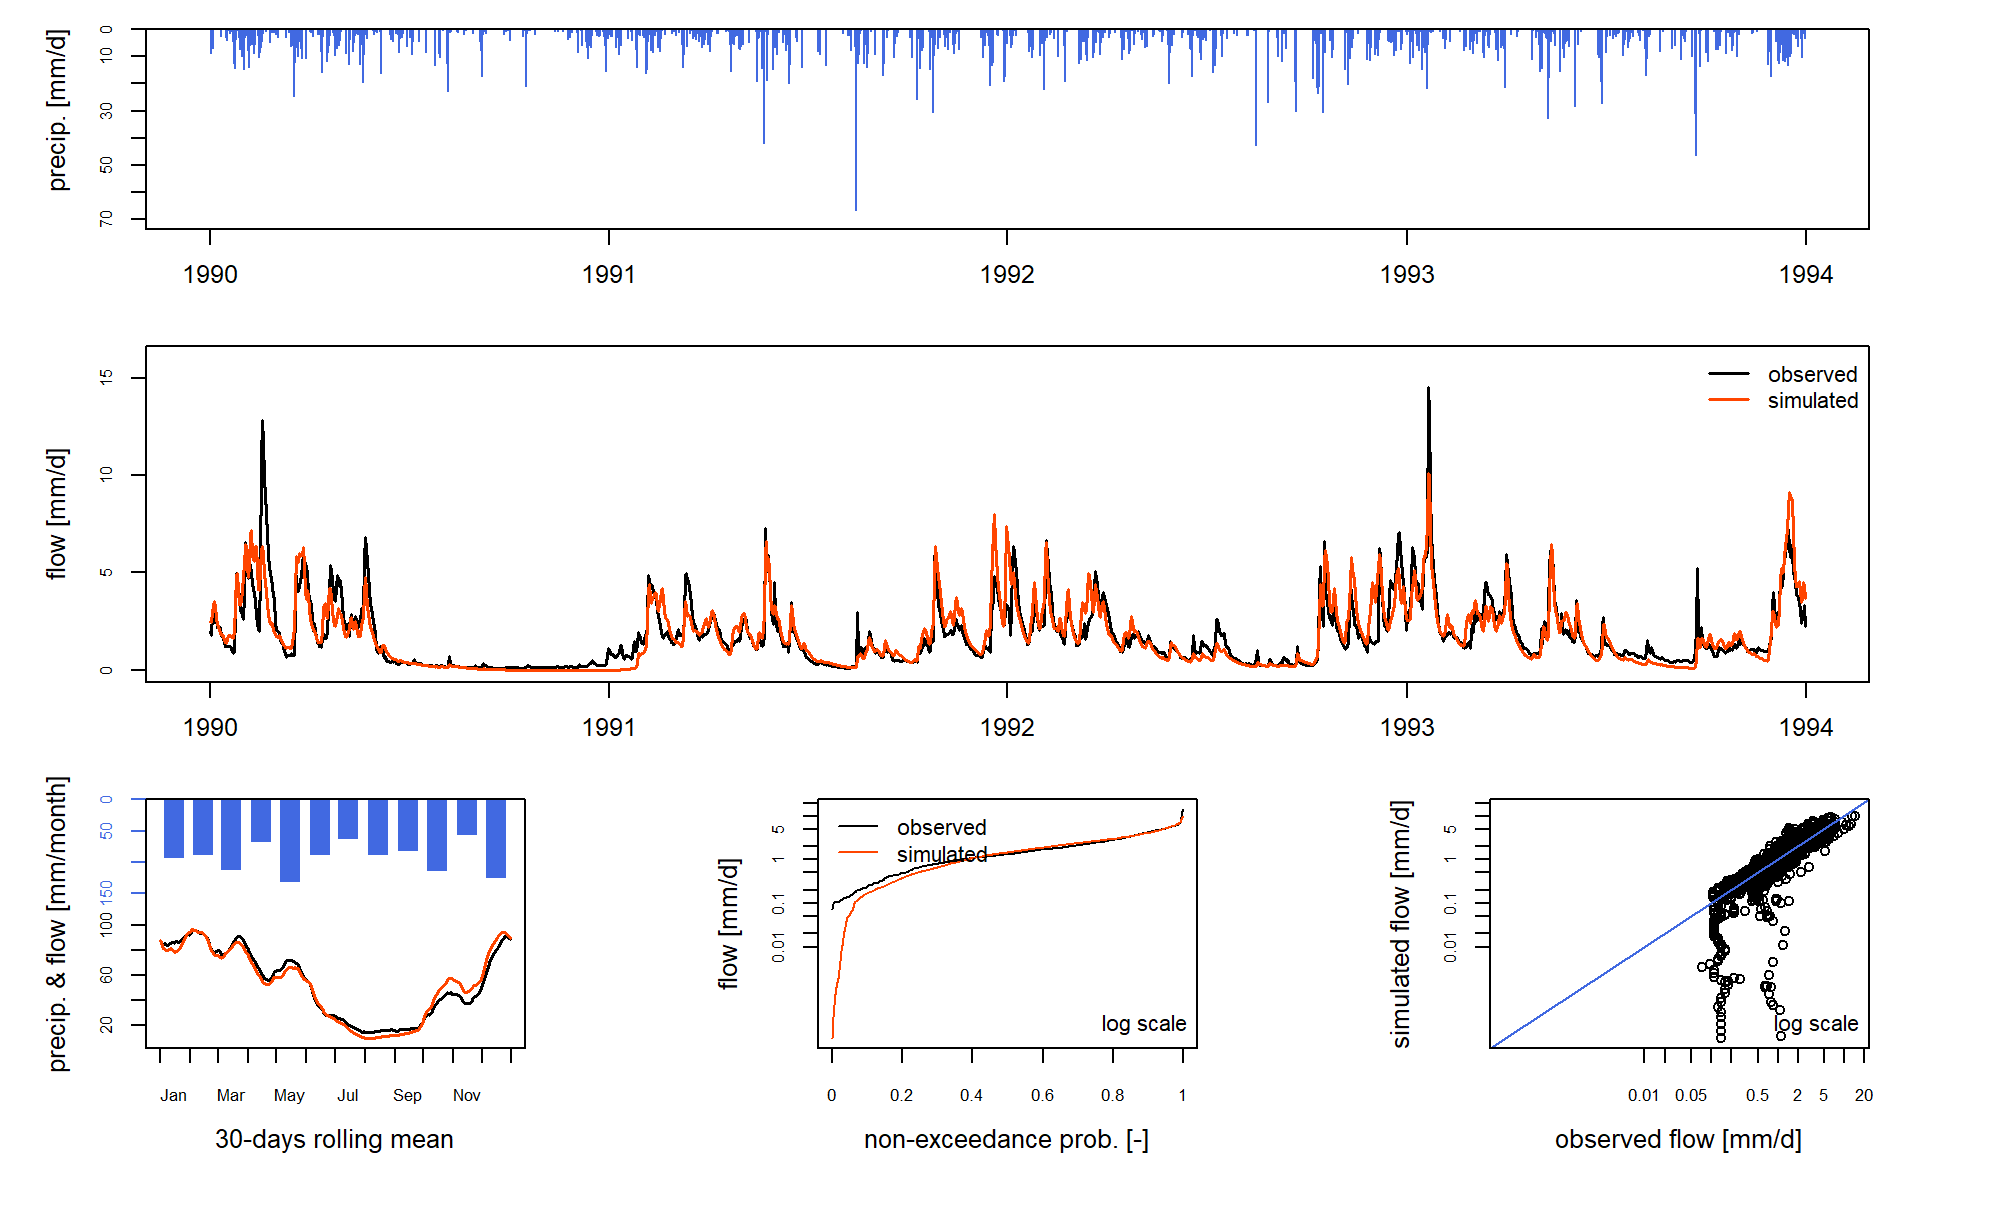 precip. [mm/d]
0
10
30
50
70
1990
1991
1992
1993
1994
flow [mm/d]
15
10
5
0
observed
simulated
1990
1991
1992
1993
1994
precip. & flow [mm/month]
0
50
150
100
60
20
Jan
Mar
May
Jul
Sep
Nov
30-days rolling mean
flow [mm/d]
5
1
0.1
0.01
observed
simulated
log scale
0
0.2
0.4
0.6
0.8
1
non-exceedance prob. [-]
simulated flow [mm/d]
5
1
0.1
0.01
log scale
0.01
0.05
0.5
2
5
20
observed flow [mm/d]